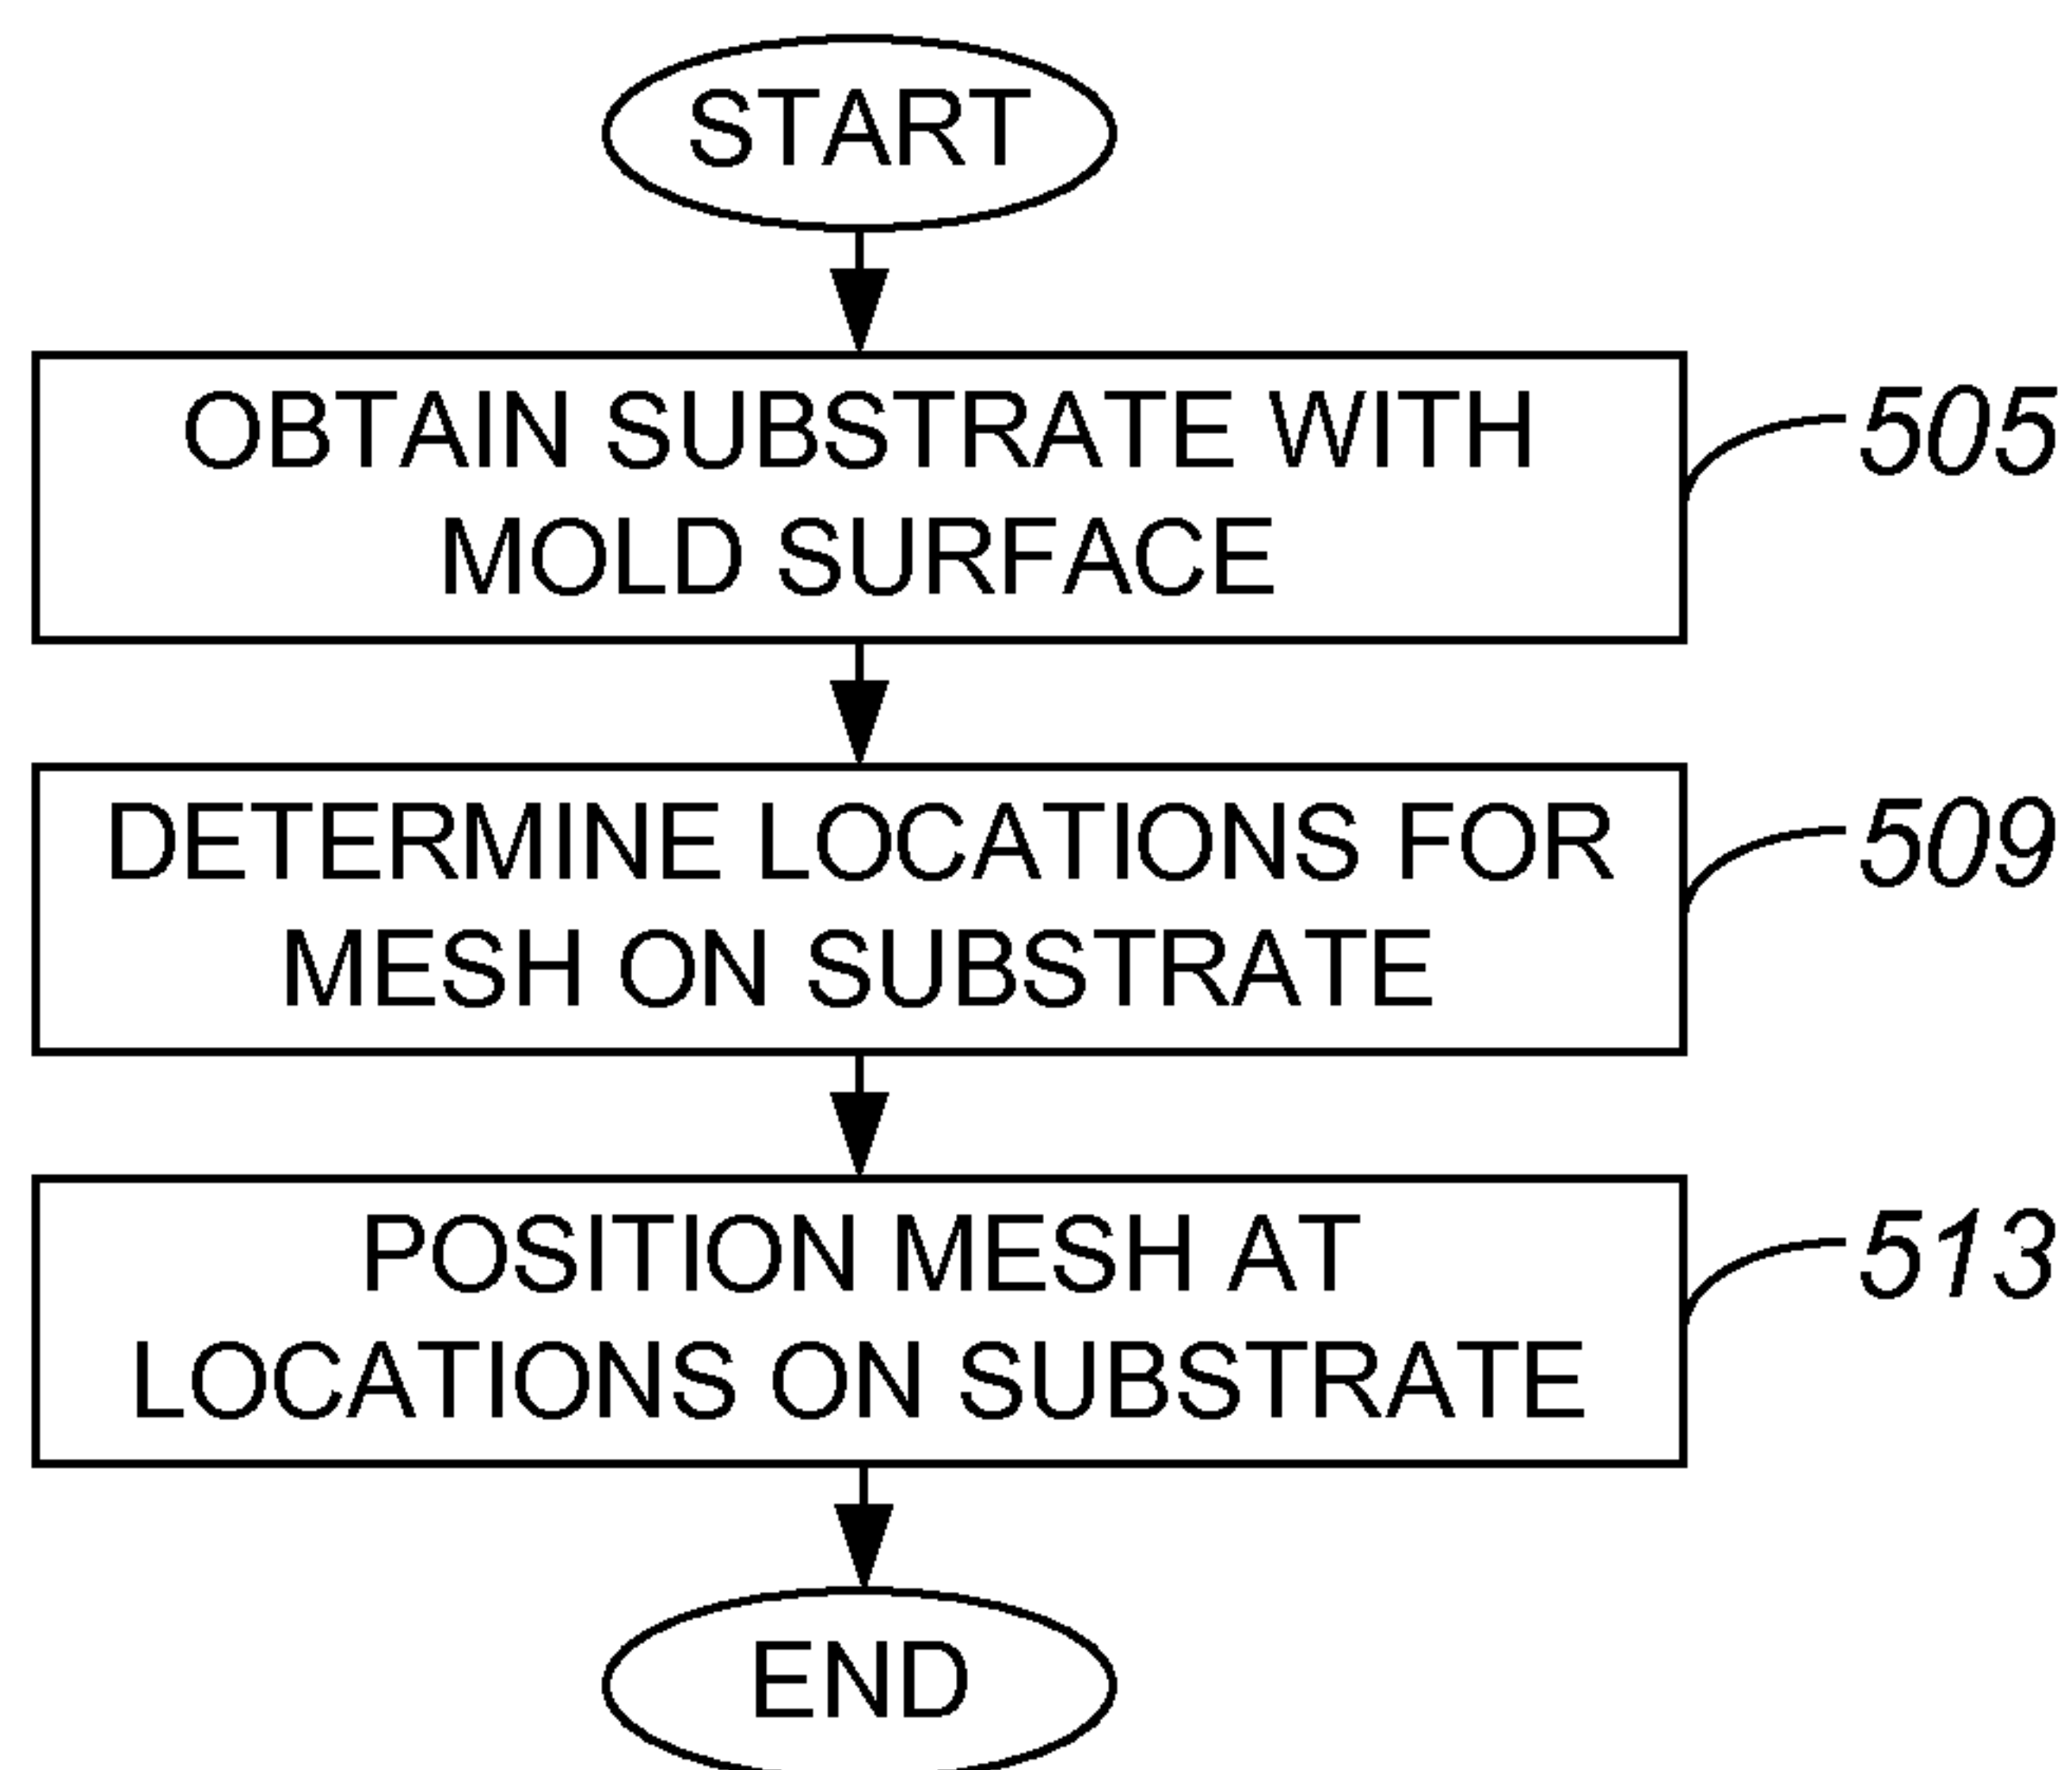 START
OBTAIN SUBSTRATE WITH
MOLD SURFACE
505
DETERMINE LOCATIONS FOR
MESH ON SUBSTRATE
509
POSITION MESH AT
LOCATIONS ON SUBSTRATE
513
END